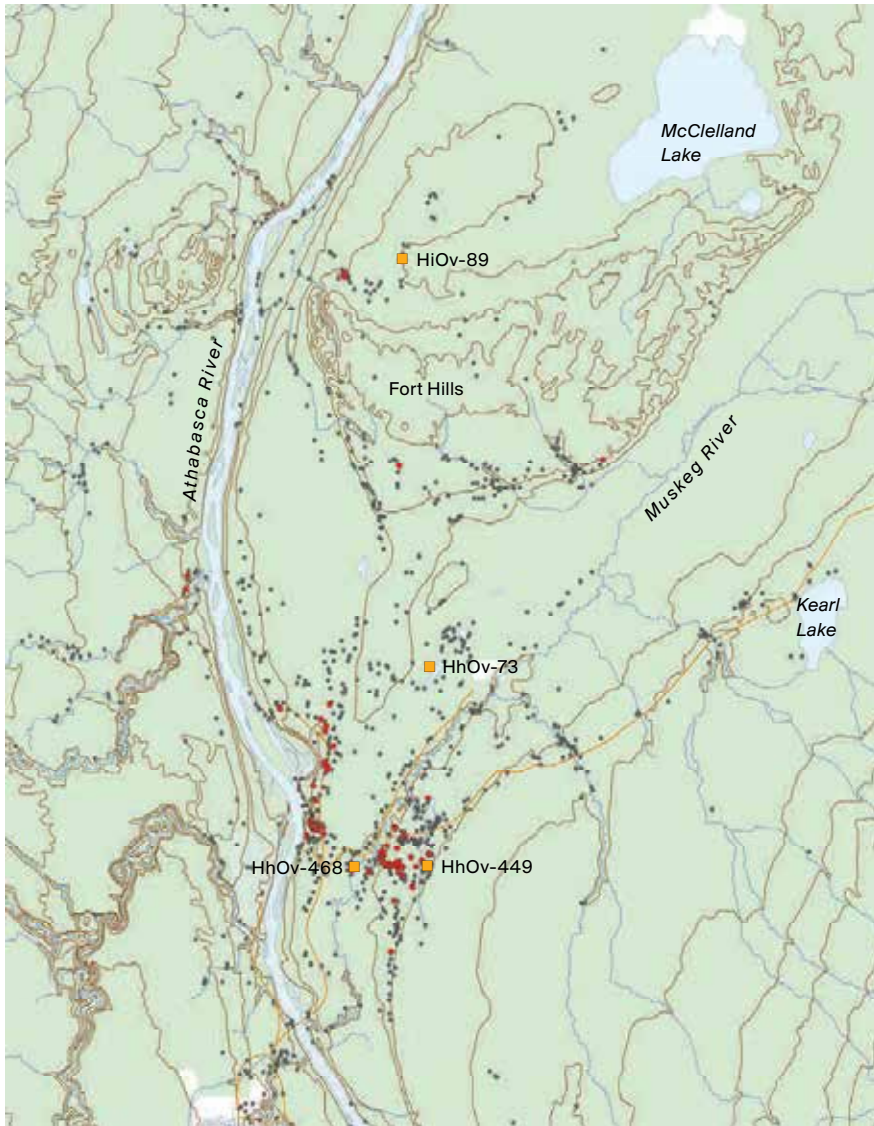 McClelland
Lake
HiOv-89
Athabasca River
Fort Hills
Muskeg River
Kearl
Lake
HhOv-73
HhOv-468
HhOv-449